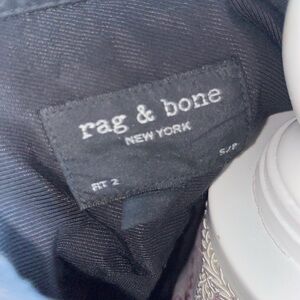 rag & bone
NEW YORK
FIT 2
S/P